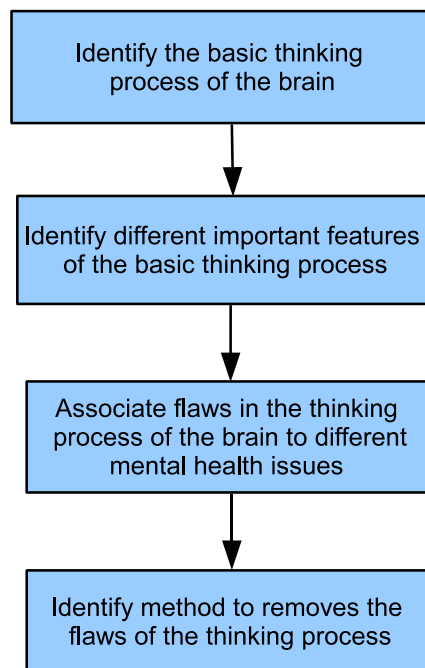 Identify the basic thinking
process of the brain
Identify different important features
of the basic thinking process
Associate flaws in the thinking
process of the brain to different
mental health issues
Identify method to removes the
flaws of the thinking process